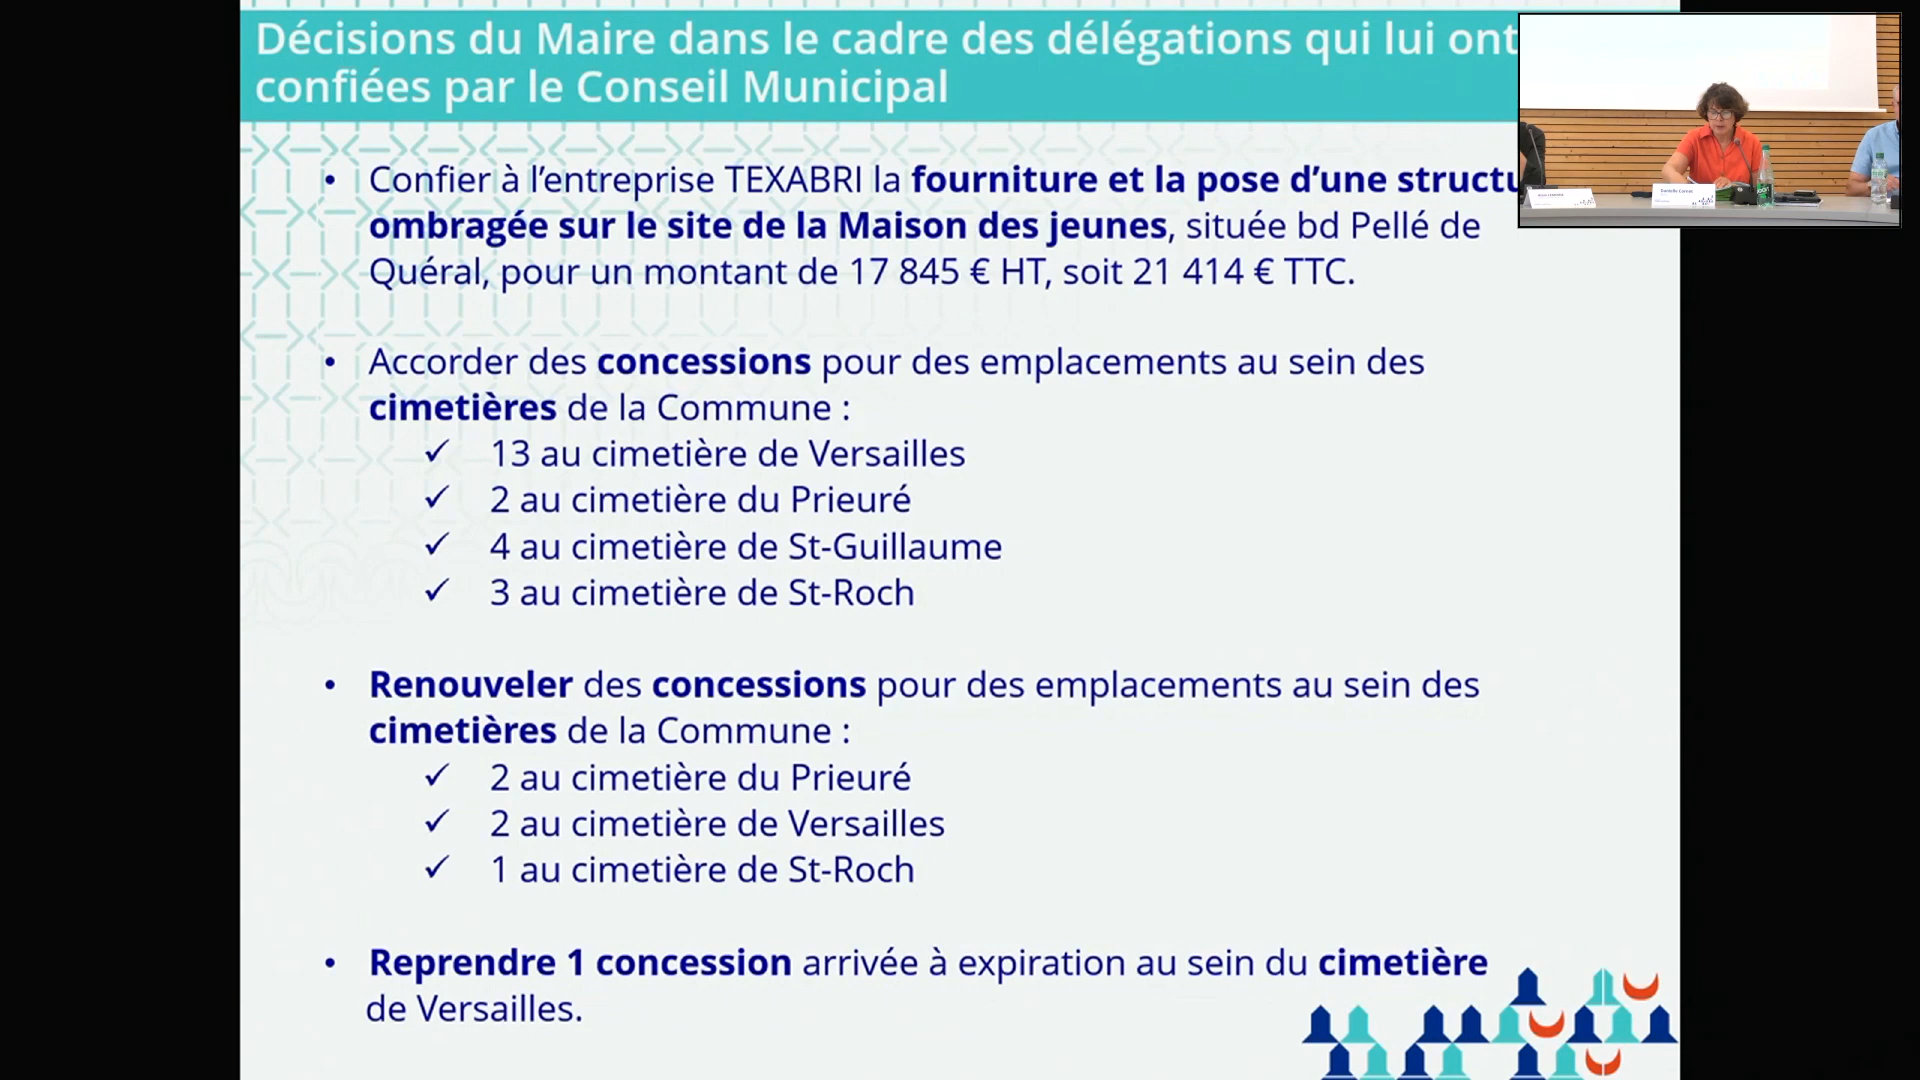 Décisions du Maire dans le cadre des délégations qui lui ont
confiées par le Conseil Municipal
• Confier à l’entreprise TEXABRI la fourniture et la pose d’une structu
ombragée sur le site de la Maison des jeunes, située bd Pellé de
Quéral, pour un montant de 17 845 € HT, soit 21 414 € TTC.
• Accorder des concessions pour des emplacements au sein des
cimetières de la Commune :
✓ 13 au cimetière de Versailles
✓ 2 au cimetière du Prieuré
✓ 4 au cimetière de St-Guillaume
✓ 3 au cimetière de St-Roch
• Renouveler des concessions pour des emplacements au sein des
cimetières de la Commune :
✓ 2 au cimetière du Prieuré
✓ 2 au cimetière de Versailles
✓ 1 au cimetière de St-Roch
• Reprendre 1 concession arrivée à expiration au sein du cimetière
de Versailles.
Danielle Cornet